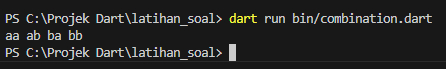 PS C:\Projek Dart\latihan_soal> dart run bin/combination.dart
aa ab ba bb
PS C:\Projek Dart\latihan_soal>